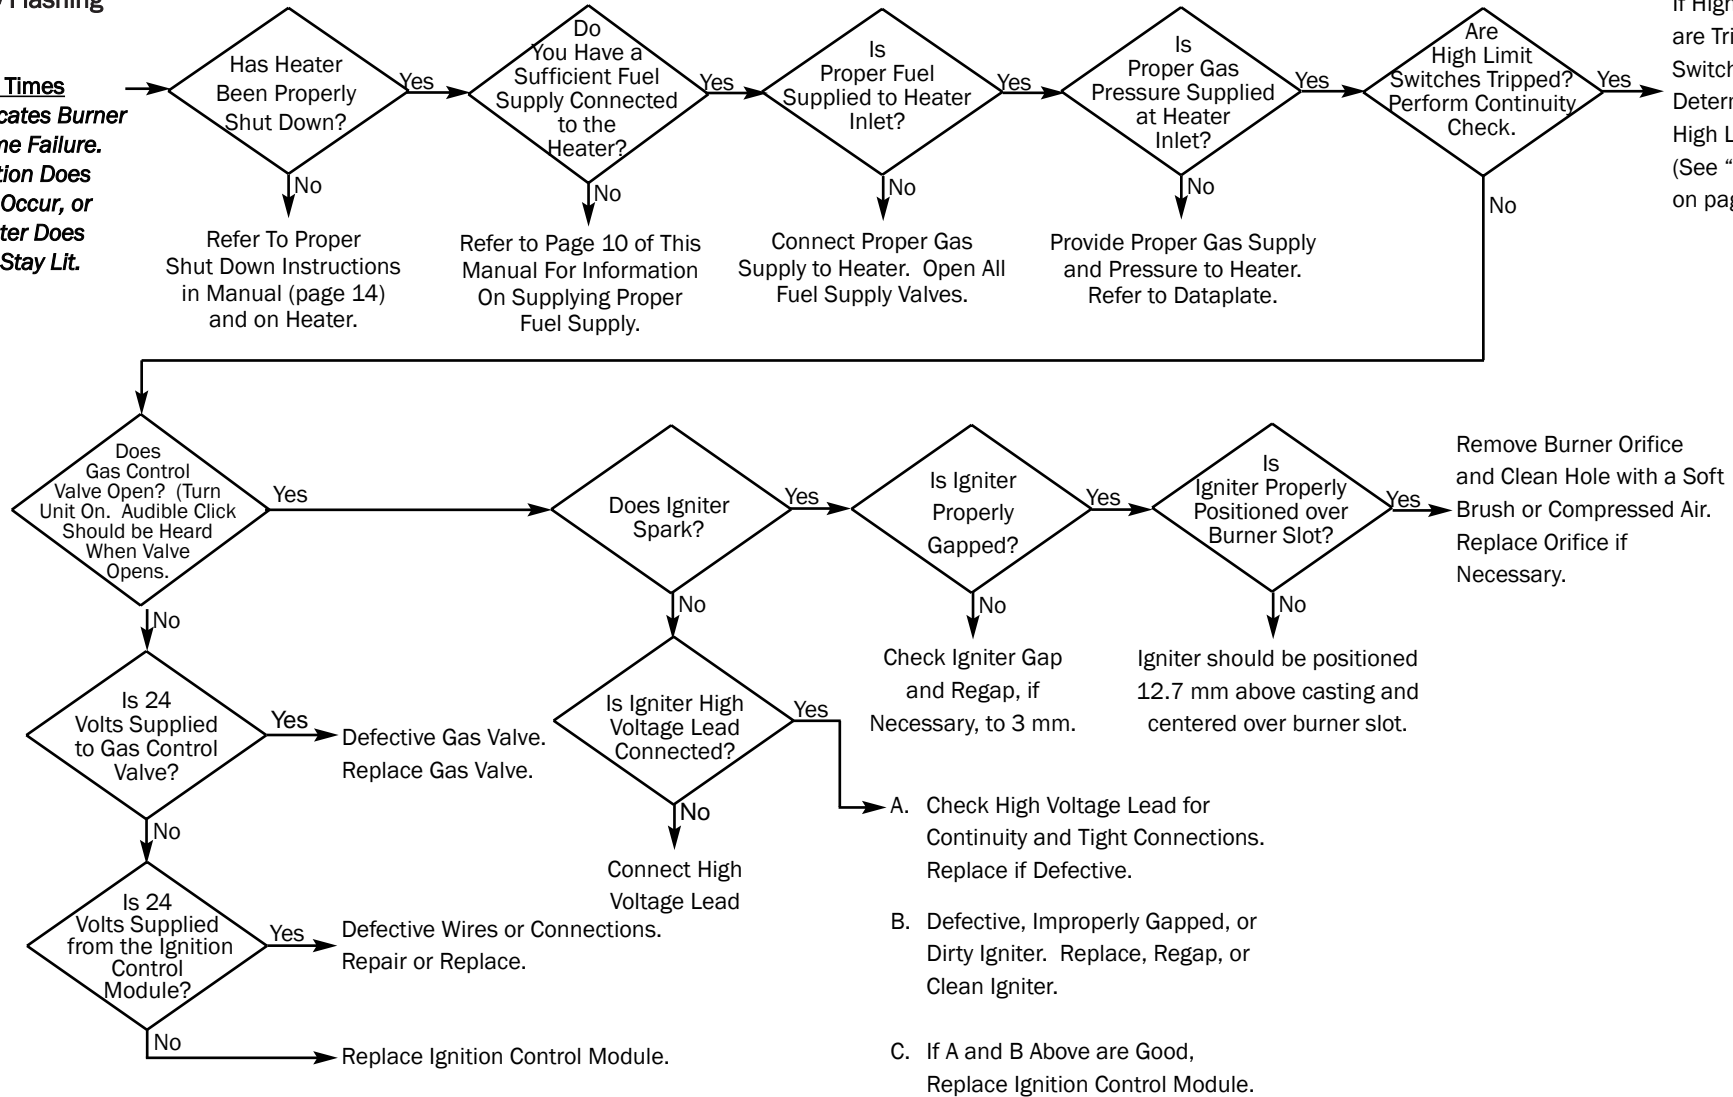 Flashing
Times
cates Burner
me Failure.
tion Does
Occur, or
ter Does
Stay Lit.
Has Heater
Been Properly
Shut Down?
Yes
No
Refer To Proper
Shut Down Instructions
in Manual (page 14)
and on Heater.
Do
You Have a
Sufficient Fuel
Supply Connected
to the
Heater?
Yes
No
Refer to Page 10 of This
Manual For Information
On Supplying Proper
Fuel Supply.
Is
Proper Fuel
Supplied to Heater
Inlet?
Yes
No
Connect Proper Gas
Supply to Heater.  Open All
Fuel Supply Valves.
Is
Proper Gas
Pressure Supplied
at Heater
Inlet?
Yes
No
Provide Proper Gas Supply
and Pressure to Heater.
Refer to Dataplate.
Are
High Limit
Switches Tripped?
Perform Continuity
Check.
Yes
No
If High
are Tri
Switch
Determ
High L
(See “
on pag
Does
Gas Control
Valve Open?  (Turn
Unit On.  Audible Click
Should be Heard
When Valve
Opens.
Yes
No
Does Igniter
Spark?
Yes
No
Is Igniter
Properly
Gapped?
Yes
No
Check Igniter Gap
and Regap, if
Necessary, to 3 mm.
Is
Igniter Properly
Positioned over
Burner Slot?
Yes
No
Igniter should be positioned
12.7 mm above casting and
centered over burner slot.
Remove Burner Orifice
and Clean Hole with a Soft
Brush or Compressed Air.
Replace Orifice if
Necessary.
Is 24
Volts Supplied
to Gas Control
Valve?
Yes
Defective Gas Valve.
Replace Gas Valve.
No
Is Igniter High
Voltage Lead
Connected?
Yes
No
Connect High
Voltage Lead
A.  Check High Voltage Lead for
Continuity and Tight Connections.
Replace if Defective.
B.  Defective, Improperly Gapped, or
Dirty Igniter.  Replace, Regap, or
Clean Igniter.
C.  If A and B Above are Good,
Replace Ignition Control Module.
Is 24
Volts Supplied
from the Ignition
Control
Module?
Yes
Defective Wires or Connections.
Repair or Replace.
No
Replace Ignition Control Module.